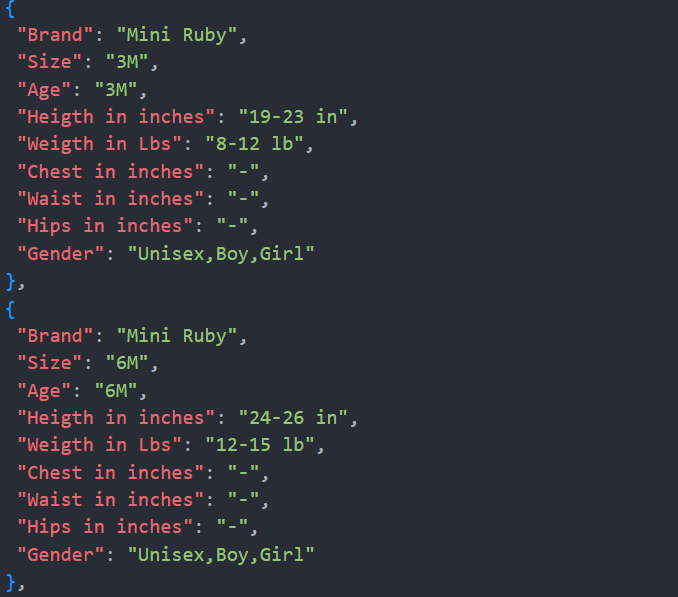 {
"Brand": "Mini Ruby",
"Size": "3M",
"Age": "3M",
"Heigth in inches": "19-23 in",
"Weigth in Lbs": "8-12 lb",
"Chest in inches": "-",
"Waist in inches": "-",
"Hips in inches": "-",
"Gender": "Unisex,Boy,Girl"
},
{
"Brand": "Mini Ruby",
"Size": "6M",
"Age": "6M",
"Heigth in inches": "24-26 in",
"Weigth in Lbs": "12-15 lb",
"Chest in inches": "-",
"Waist in inches": "-",
"Hips in inches": "-",
"Gender": "Unisex,Boy,Girl"
},